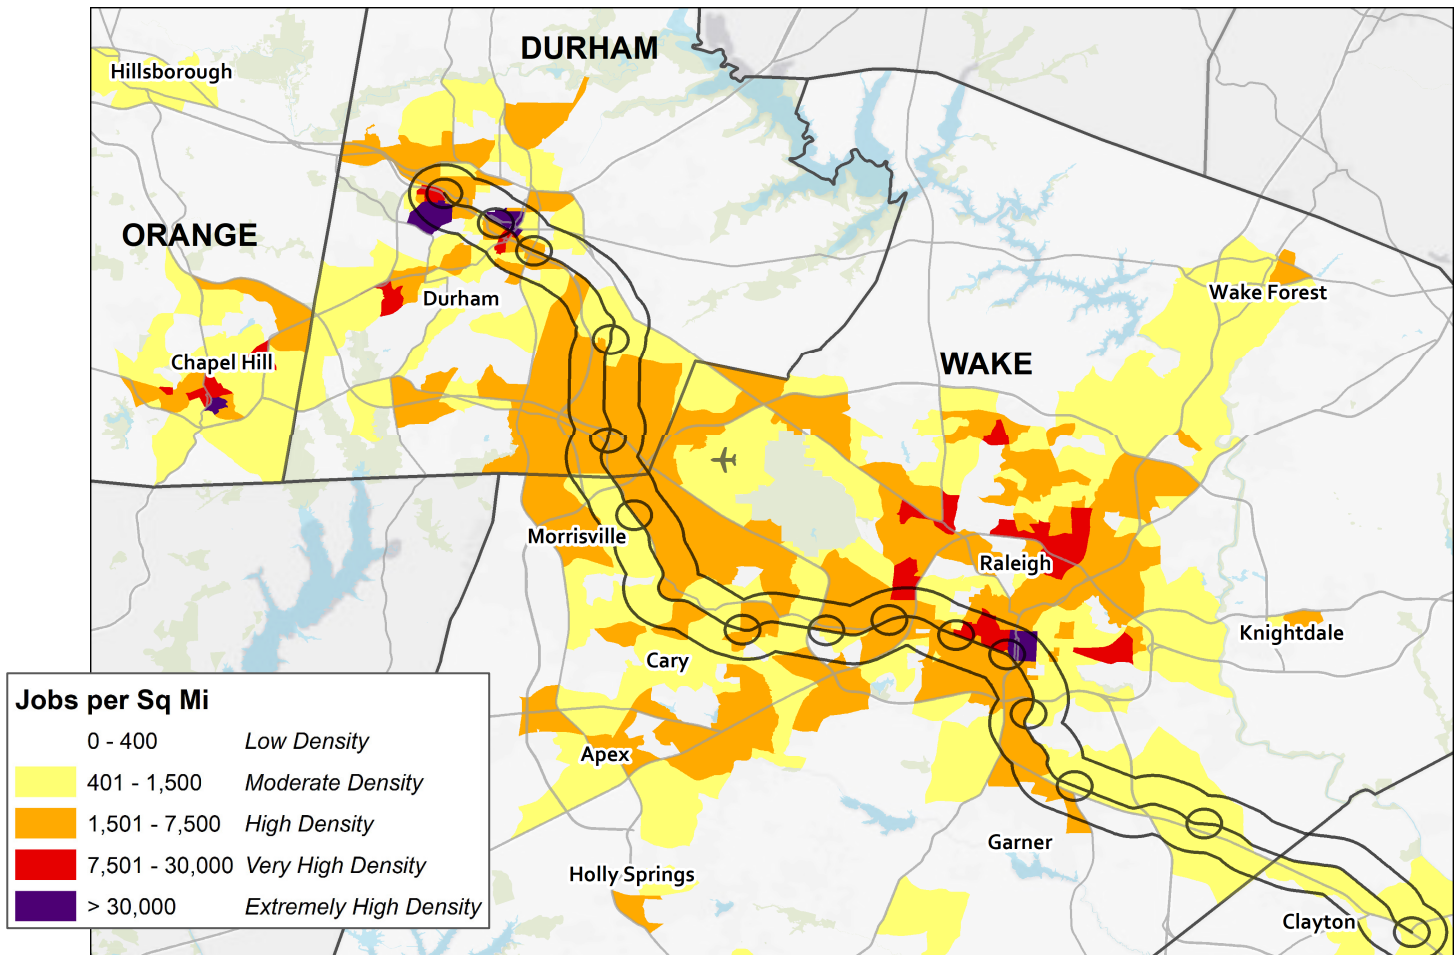 DURHAM
Hillsborough
ORANGE
Durham
Wake Forest
Chapel Hill
WAKE
Morrisville
Raleigh
Knightdale
Cary
Apex
Garner
Holly Springs
Clayton
Jobs per Sq Mi
0 - 400 Low Density
401 - 1,500 Moderate Density
1,501 - 7,500 High Density
7,501 - 30,000 Very High Density
> 30,000 Extremely High Density